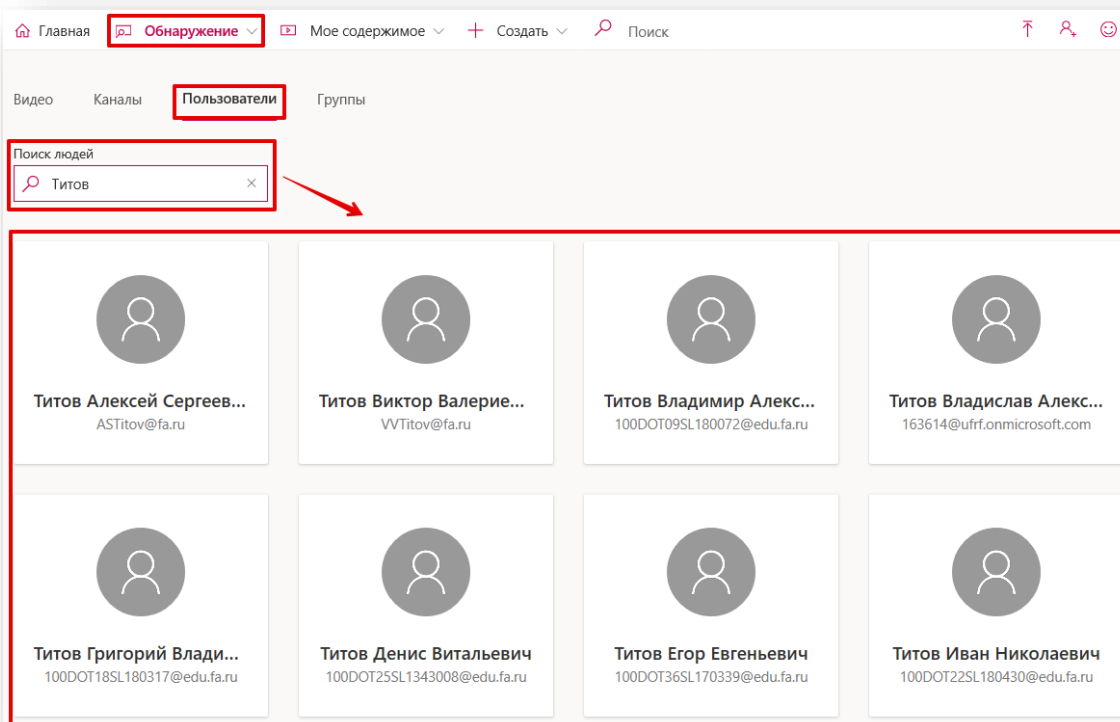 Главная Обнаружение Мое содержимое Создать Поиск
Видео Каналы Пользователи Группы
Поиск людей
Титов
Титов Алексей Сергеев... Титов Виктор Валерие... Титов Владимир Алекс... Титов Владислав Алекс...
ASTitov@fa.ru VVTitov@fa.ru 100DOT09SL180072@edu.fa.ru 163614@ufrf.onmicrosoft.com
Титов Григорий Влади... Титов Денис Витальевич Титов Егор Евгеньевич Титов Иван Николаевич
100DOT18SL180317@edu.fa.ru 100DOT25SL1343008@edu.fa.ru 100DOT36SL170339@edu.fa.ru 100DOT22SL180430@edu.fa.ru